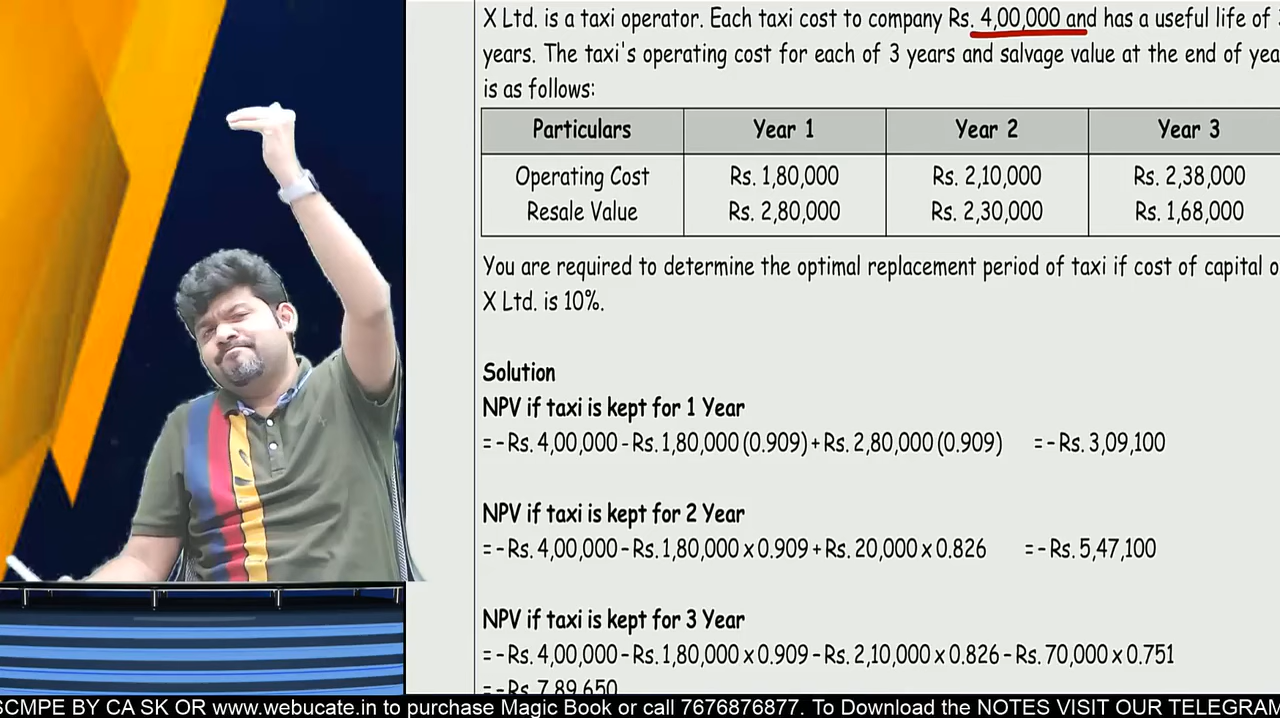 X Ltd. is a taxi operator. Each taxi cost to company Rs. 4,00,000 and has a useful life of
years. The taxi's operating cost for each of 3 years and salvage value at the end of yea
is as follows:
Particulars Year 1 Year 2 Year 3
Operating Cost Rs. 1,80,000 Rs. 2,10,000 Rs. 2,38,000
Resale Value Rs. 2,80,000 Rs. 2,30,000 Rs. 1,68,000
You are required to determine the optimal replacement period of taxi if cost of capital o
X Ltd. is 10%.
Solution
NPV if taxi is kept for 1 Year
= - Rs. 4,00,000 - Rs. 1,80,000 (0.909) + Rs. 2,80,000 (0.909) = - Rs. 3,09,100
NPV if taxi is kept for 2 Year
= - Rs. 4,00,000 - Rs. 1,80,000 x 0.909 + Rs. 20,000 x 0.826 = - Rs. 5,47,100
NPV if taxi is kept for 3 Year
= - Rs. 4,00,000 - Rs. 1,80,000 x 0.909 - Rs. 2,10,000 x 0.826 - Rs. 70,000 x 0.751
= - Rs. 7,89,650
SCMPE BY CA SK OR www.webucate.in to purchase Magic Book or call 7676876877. To Download the NOTES VISIT OUR TELEGRAM